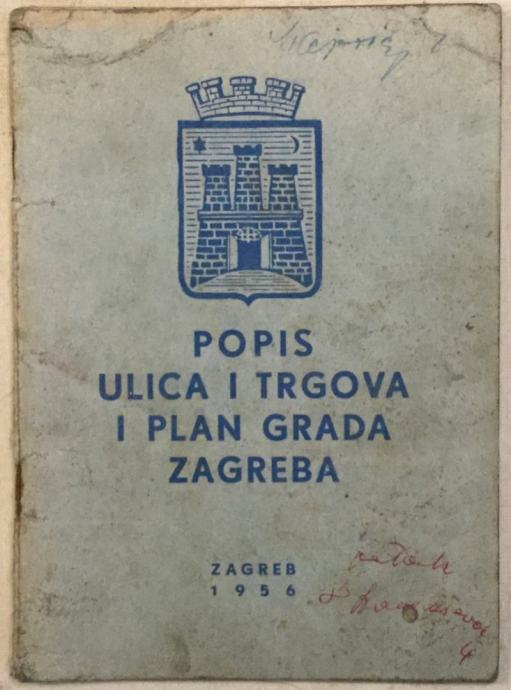 POPIS
ULICA I TRGOVA
I PLAN GRADA
ZAGREBA
ZAGREB
1956